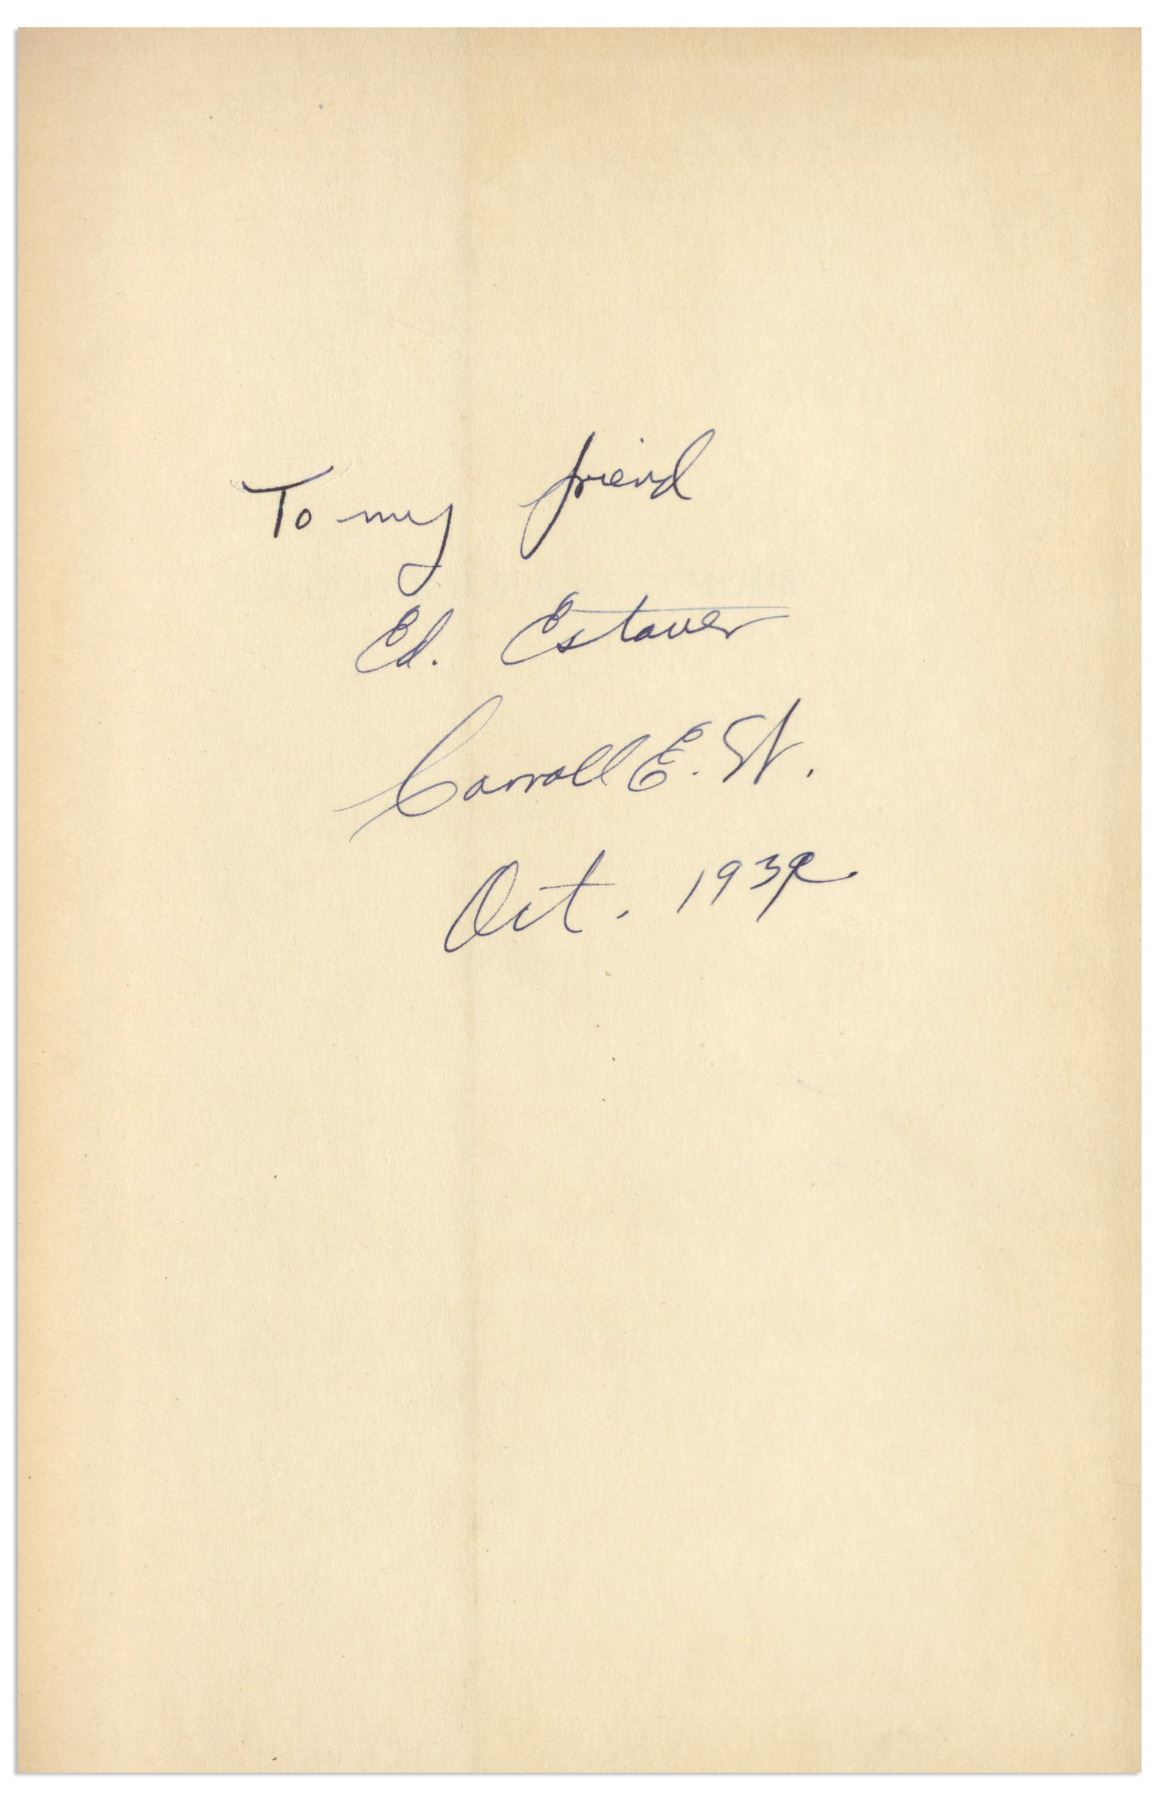 To my friend
Ed. Estaver
Carroll E. W.
Oct. 1939